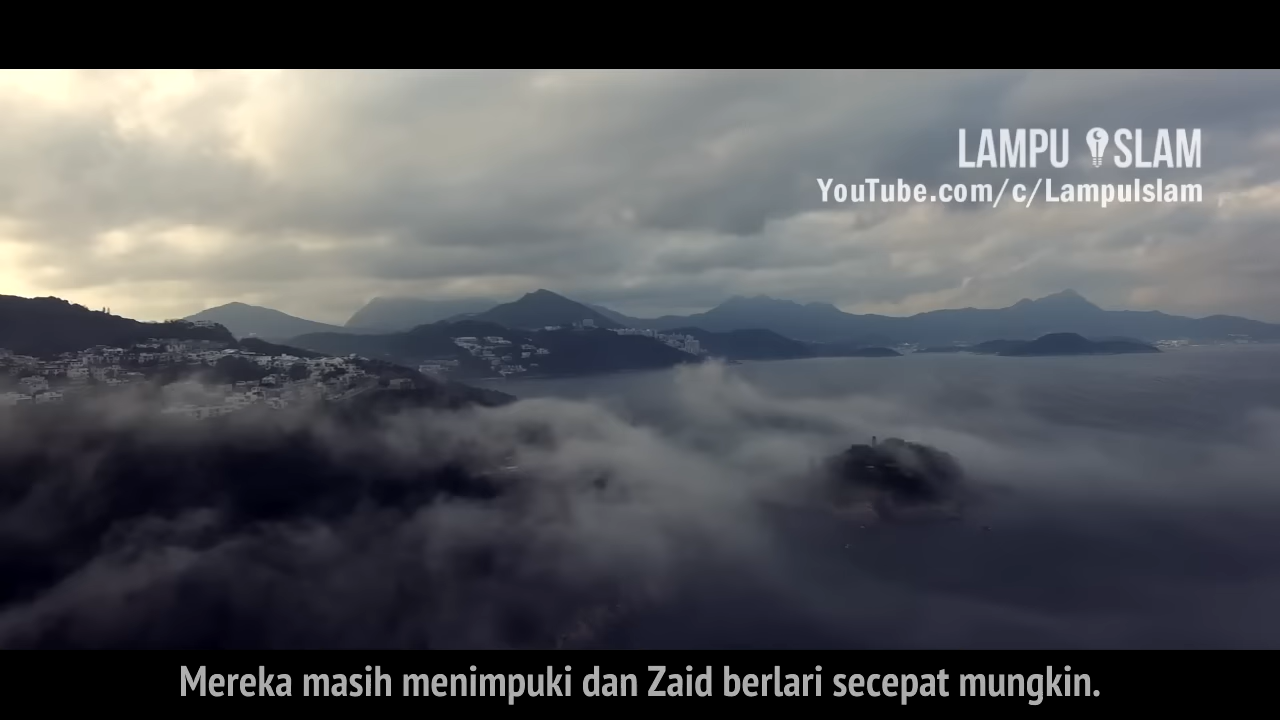 LAMPU ISLAM
YouTube.com/c/LampuIslam
Mereka masih menimpuki dan Zaid berlari secepat mungkin.